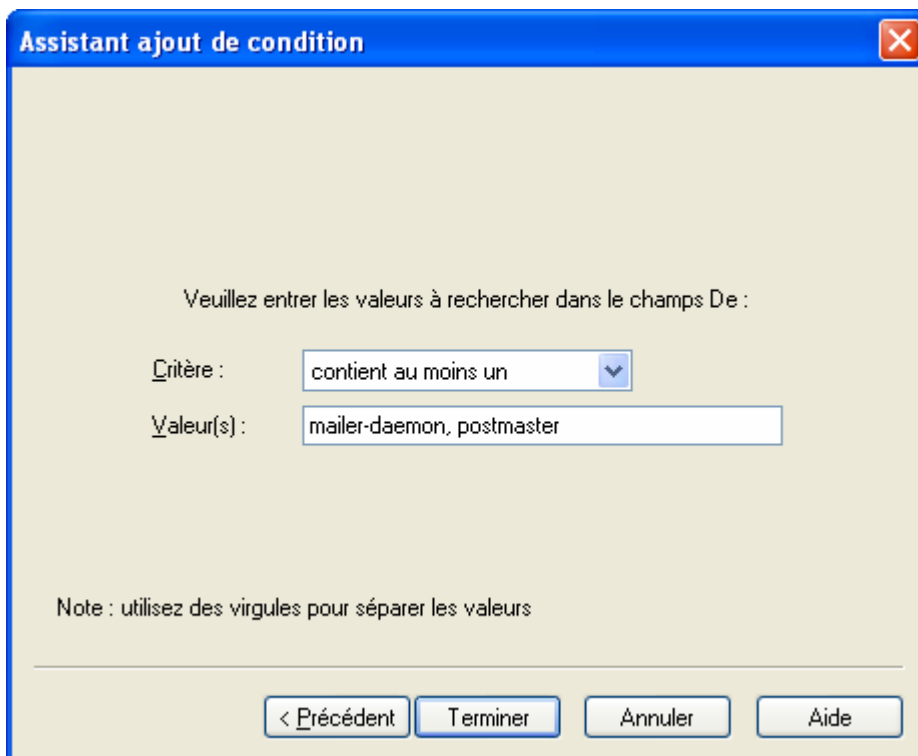 Assistant ajout de condition
Veuillez entrer les valeurs à rechercher dans le champs De :
Critère : contient au moins un
Valeur(s) : mailer-daemon, postmaster
Note : utilisez des virgules pour séparer les valeurs
< Précédent Terminer Annuler Aide